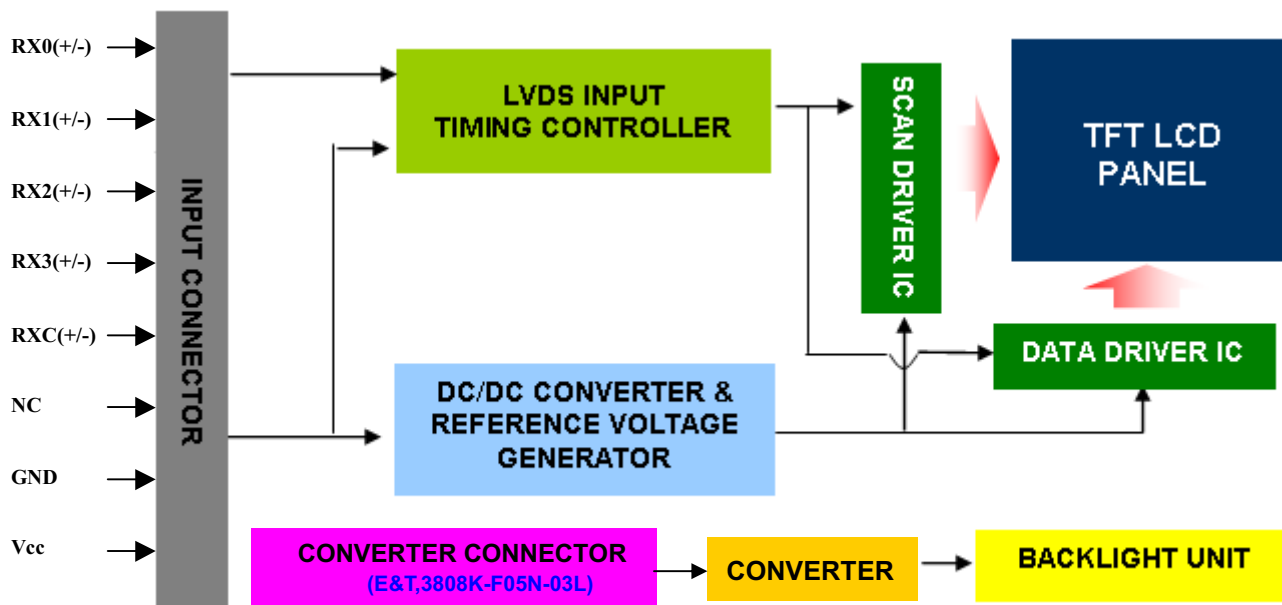 RX0(+/-)
RX1(+/-)
RX2(+/-)
RX3(+/-)
RXC(+/-)
NC
GND
Vcc
INPUT CONNECTOR
LVDS INPUT
TIMING CONTROLLER
SCAN DRIVER IC
TFT LCD
PANEL
DATA DRIVER IC
DC/DC CONVERTER &
REFERENCE VOLTAGE
GENERATOR
CONVERTER CONNECTOR
(E&T,3808K-F05N-03L)
CONVERTER
BACKLIGHT UNIT